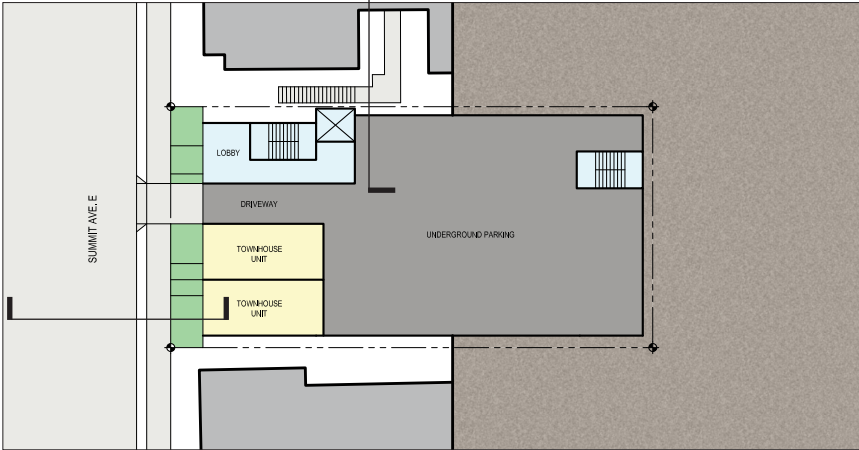 LOBBY
DRIVEWAY
SUMMIT AVE. E
UNDERGROUND PARKING
TOWNHOUSE
UNIT
TOWNHOUSE
UNIT